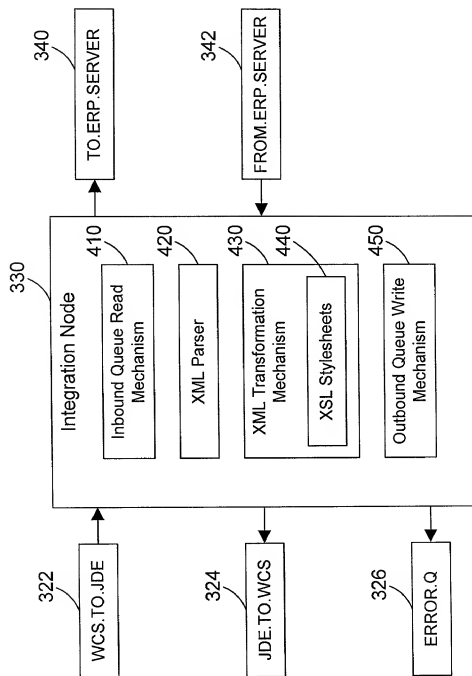 330
Integration Node
410
Inbound Queue Read
Mechanism
420
XML Parser
430
XML Transformation
Mechanism
440
XSL Stylesheets
450
Outbound Queue Write
Mechanism
322
WCS.TO.JDE
324
JDE.TO.WCS
326
ERROR.Q
340
TO.ERP.SERVER
342
FROM.ERP.SERVER